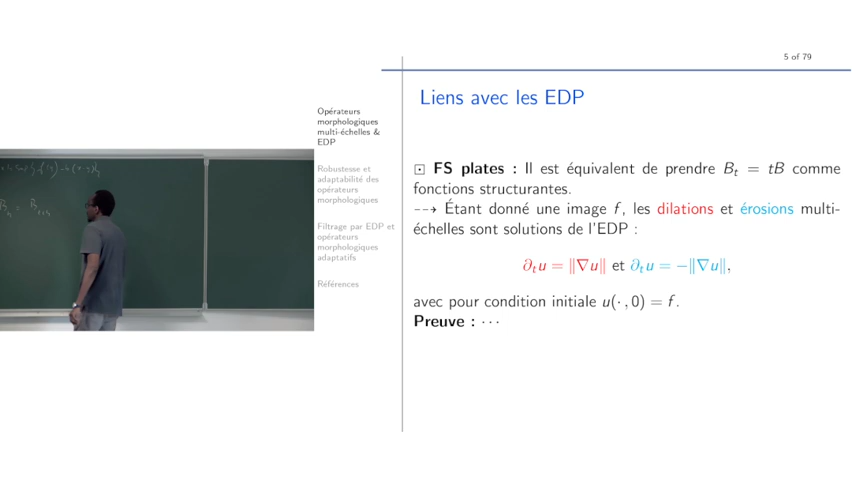 5 of 79
Liens avec les EDP
Opérateurs
morphologiques
multi-échelles &
EDP
Robustesse et
adaptabilité des
opérateurs
morphologiques
Filtrage par EDP et
opérateurs
morphologiques
adaptatifs
Références
⊡ FS plates : Il est équivalent de prendre B_t = tB comme
fonctions structurantes.
⇢ Étant donné une image f, les dilations et érosions multi-
échelles sont solutions de l'EDP :
∂_t u = ‖∇u‖ et ∂_t u = −‖∇u‖,
avec pour condition initiale u(· , 0) = f.
Preuve : ···